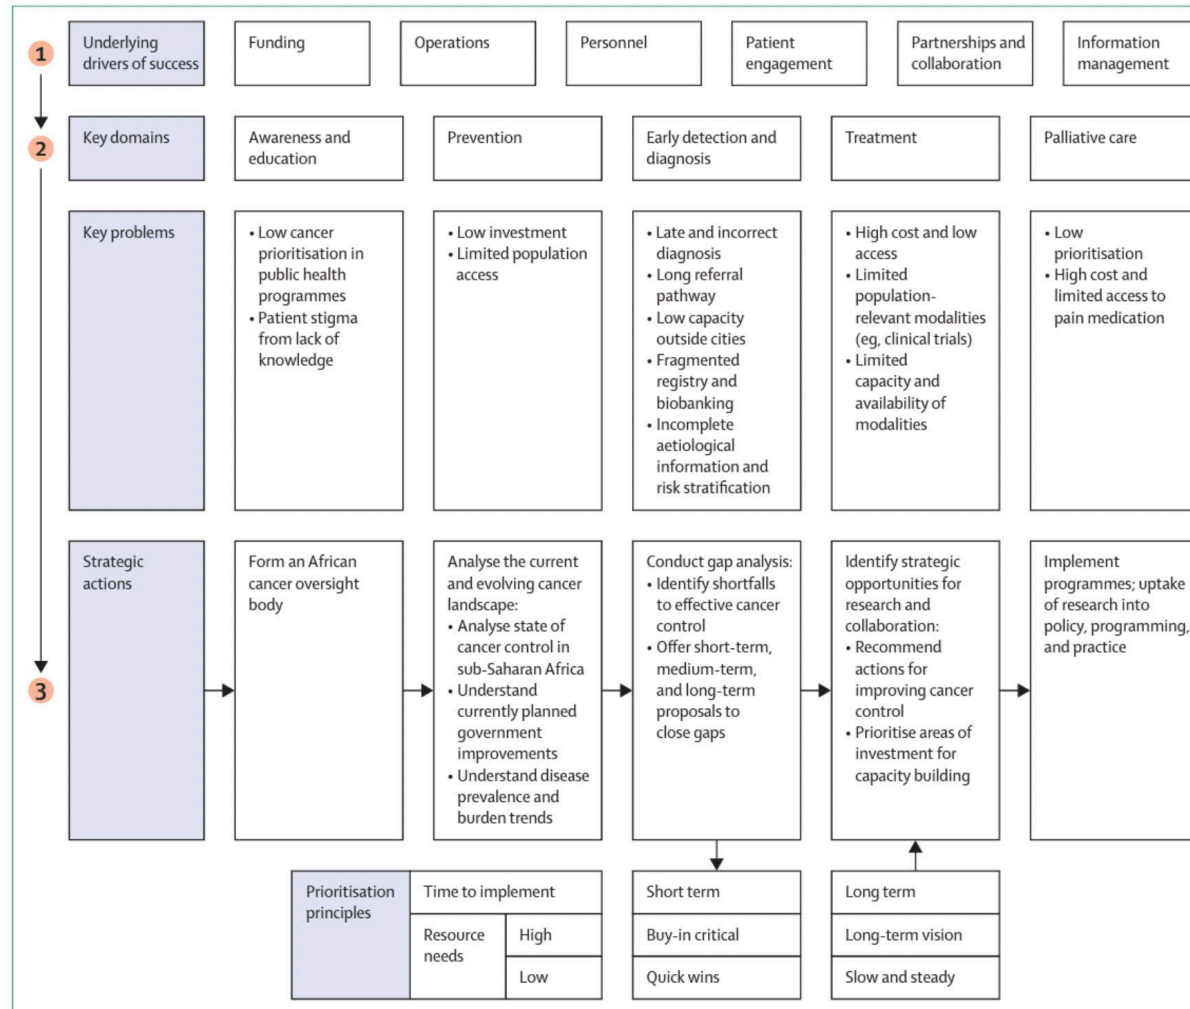 1
Underlying
drivers of success
Funding
Operations
Personnel
Patient
engagement
Partnerships and
collaboration
Information
management
2
Key domains
Awareness and
education
Prevention
Early detection and
diagnosis
Treatment
Palliative care
Key problems
• Low cancer
prioritisation in
public health
programmes
• Patient stigma
from lack of
knowledge
• Low investment
• Limited population
access
• Late and incorrect
diagnosis
• Long referral
pathway
• Low capacity
outside cities
• Fragmented
registry and
biobanking
• Incomplete
aetiological
information and
risk stratification
• High cost and low
access
• Limited
population-
relevant modalities
(eg, clinical trials)
• Limited
capacity and
availability of
modalities
• Low
prioritisation
• High cost and
limited access to
pain medication
3
Strategic
actions
Form an African
cancer oversight
body
Analyse the current
and evolving cancer
landscape:
• Analyse state of
cancer control in
sub-Saharan Africa
• Understand
currently planned
government
improvements
• Understand disease
prevalence and
burden trends
Conduct gap analysis:
• Identify shortfalls
to effective cancer
control
• Offer short-term,
medium-term,
and long-term
proposals to
close gaps
Identify strategic
opportunities for
research and
collaboration:
• Recommend
actions for
improving cancer
control
• Prioritise areas of
investment for
capacity building
Implement
programmes; uptake
of research into
policy, programming,
and practice
Prioritisation
principles
Time to implement
Short term
Long term
Resource
needs
High
Buy-in critical
Long-term vision
Low
Quick wins
Slow and steady